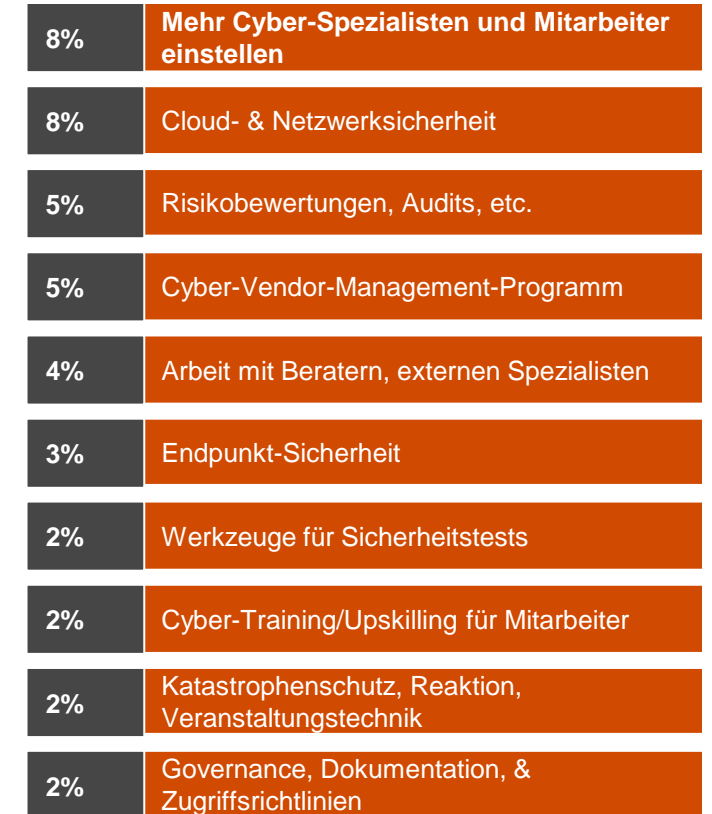 8%
Mehr Cyber-Spezialisten und Mitarbeiter
einstellen
8%
Cloud- & Netzwerksicherheit
5%
Risikobewertungen, Audits, etc.
5%
Cyber-Vendor-Management-Programm
4%
Arbeit mit Beratern, externen Spezialisten
3%
Endpunkt-Sicherheit
2%
Werkzeuge für Sicherheitstests
2%
Cyber-Training/Upskilling für Mitarbeiter
2%
Katastrophenschutz, Reaktion,
Veranstaltungstechnik
2%
Governance, Dokumentation, &
Zugriffsrichtlinien